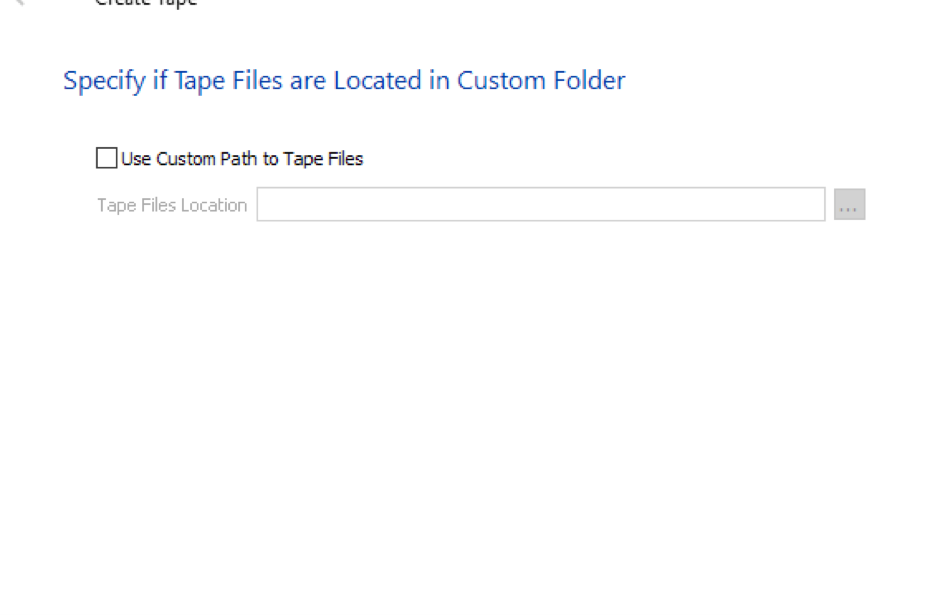 Create Tape
Specify if Tape Files are Located in Custom Folder
Use Custom Path to Tape Files
Tape Files Location
...